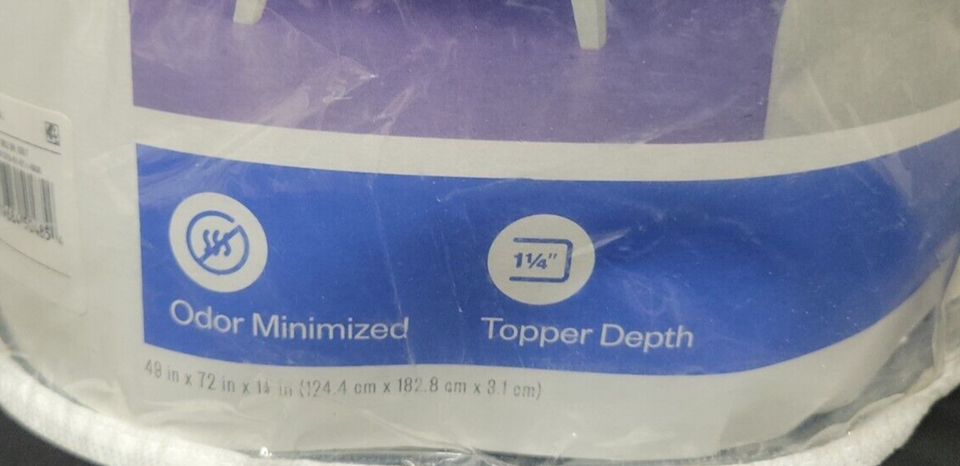 1¼"
Odor Minimized
Topper Depth
49 in x 72 in x 1¼ in (124.4 cm x 182.8 cm x 3.1 cm)